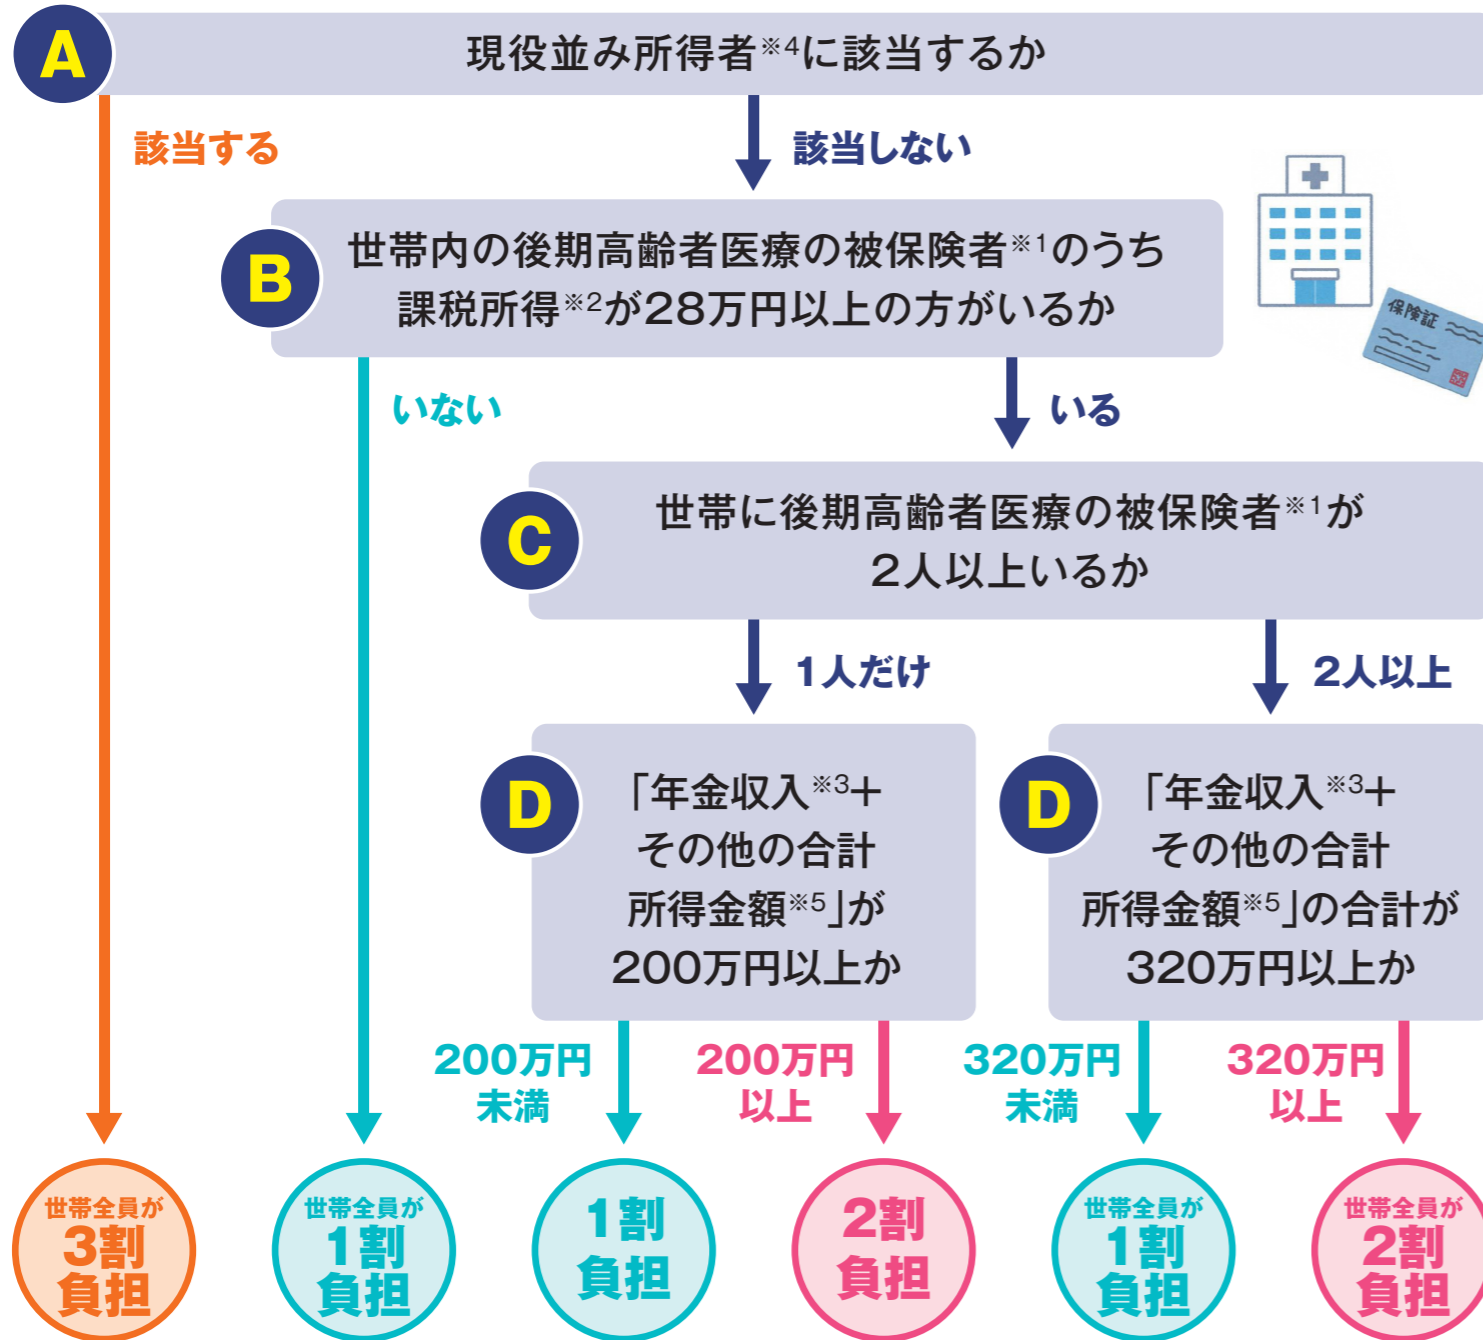 A
現役並み所得者※4に該当するか
該当する
該当しない
B
世帯内の後期高齢者医療の被保険者※1のうち
課税所得※2が28万円以上の方がいるか
保険証
いない
いる
C
世帯に後期高齢者医療の被保険者※1が
2人以上いるか
1人だけ
2人以上
D
「年金収入※3＋
その他の合計
所得金額※5」が
200万円以上か
D
「年金収入※3＋
その他の合計
所得金額※5」の合計が
320万円以上か
200万円
未満
200万円
以上
320万円
未満
320万円
以上
世帯全員が
3割
負担
世帯全員が
1割
負担
1割
負担
2割
負担
世帯全員が
1割
負担
世帯全員が
2割
負担